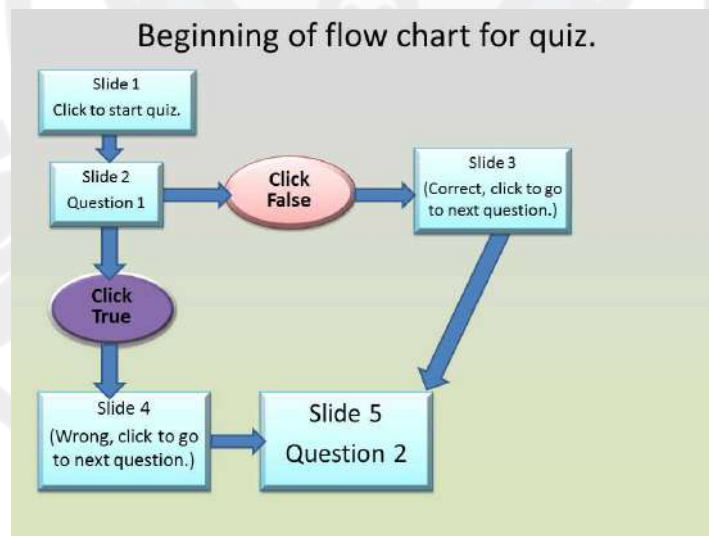 Beginning of flow chart for quiz.
Slide 1
Click to start quiz.
Slide 2
Question 1
Click
False
Slide 3
(Correct, click to go
to next question.)
Click
True
Slide 4
(Wrong, click to go
to next question.)
Slide 5
Question 2